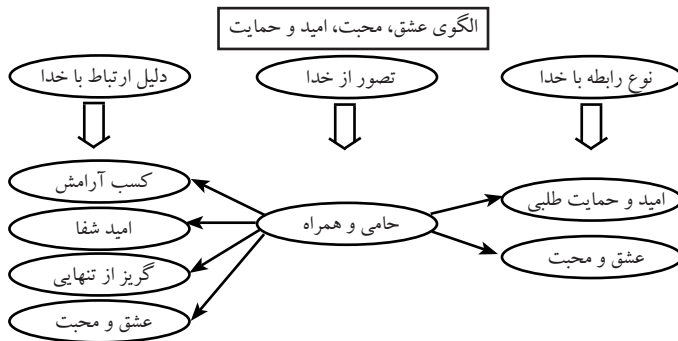 الگوی عشق، محبت، امید و حمایت
نوع رابطه با خدا
تصور از خدا
دلیل ارتباط با خدا
امید و حمایت طلبی
عشق و محبت
حامی و همراه
کسب آرامش
امید شفا
گریز از تنهایی
عشق و محبت